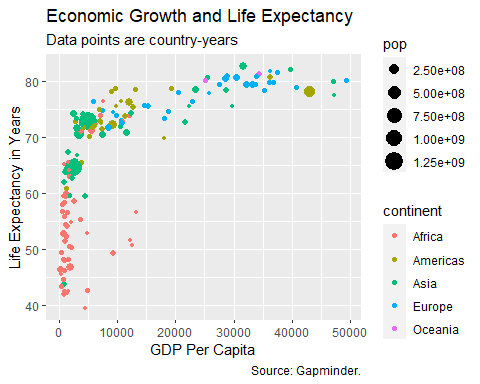 Economic Growth and Life Expectancy
Data points are country-years
Life Expectancy in Years
80
70
60
50
40
0
10000
20000
30000
40000
50000
GDP Per Capita
Source: Gapminder.
pop
2.50e+08
5.00e+08
7.50e+08
1.00e+09
1.25e+09
continent
Africa
Americas
Asia
Europe
Oceania